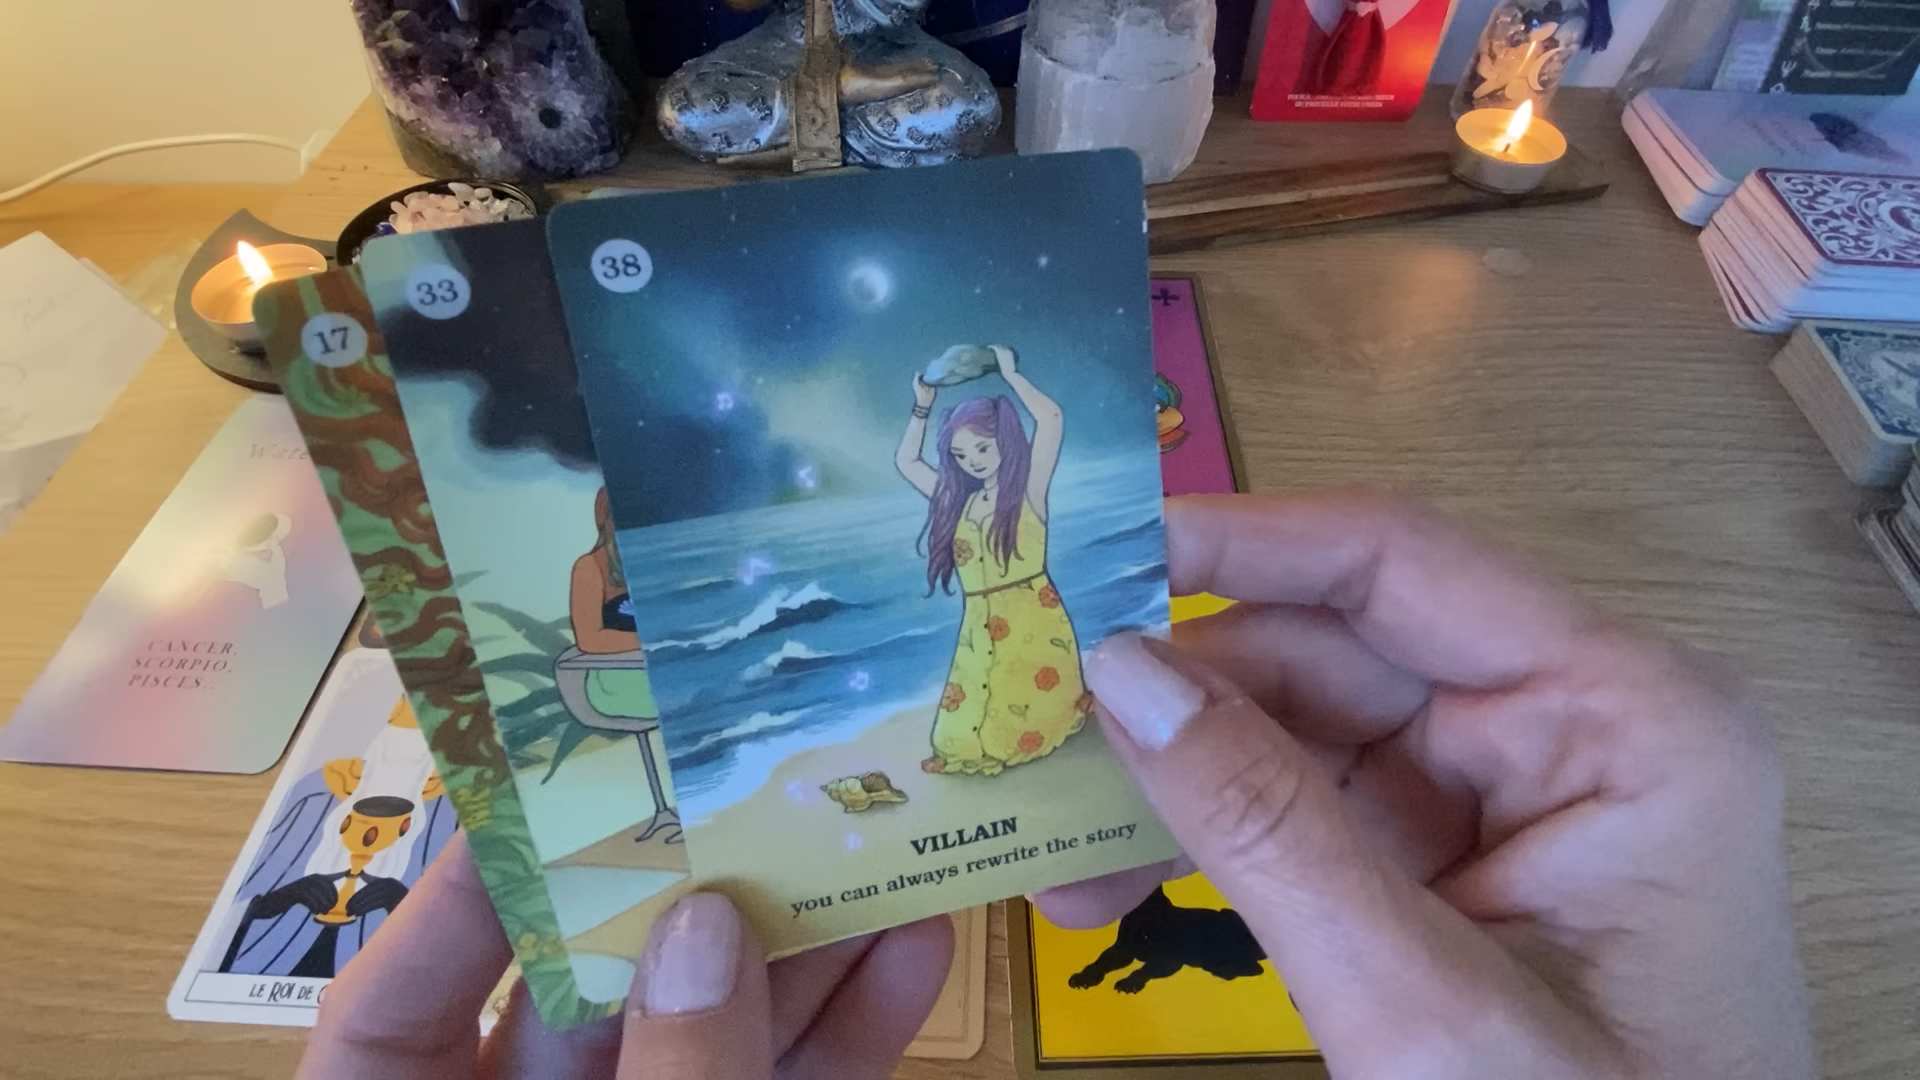 38
33
17
VILLAIN
you can always rewrite the story
CANCER,
SCORPIO,
PISCES..
LE ROI DE